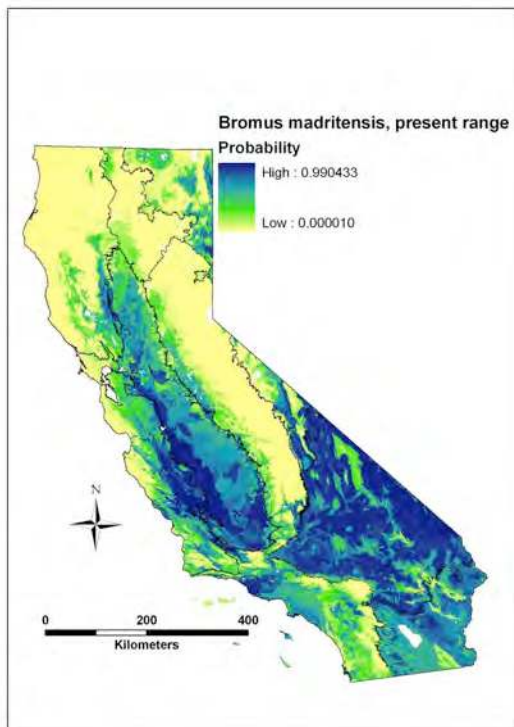 Bromus madritensis, present range
Probability
High : 0.990433
Low : 0.000010
N
0 200 400
Kilometers